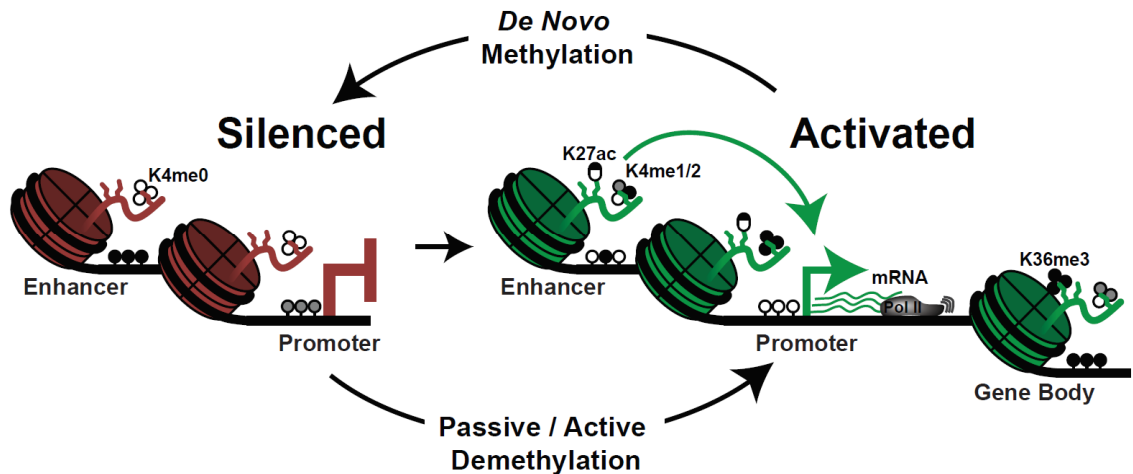 De Novo
Methylation
Silenced
Activated
K4me0
K27ac
K4me1/2
K36me3
mRNA
Pol II
Enhancer
Promoter
Enhancer
Promoter
Gene Body
Passive / Active
Demethylation